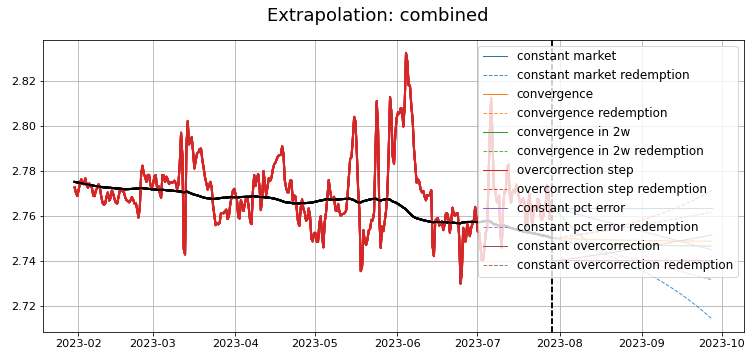 Extrapolation: combined
2.82
2.80
2.78
2.76
2.74
2.72
constant market
constant market redemption
convergence
convergence redemption
convergence in 2w
convergence in 2w redemption
overcorrection step
overcorrection step redemption
constant pct error
constant pct error redemption
constant overcorrection
constant overcorrection redemption
2023-02 2023-03 2023-04 2023-05 2023-06 2023-07 2023-08 2023-09 2023-10